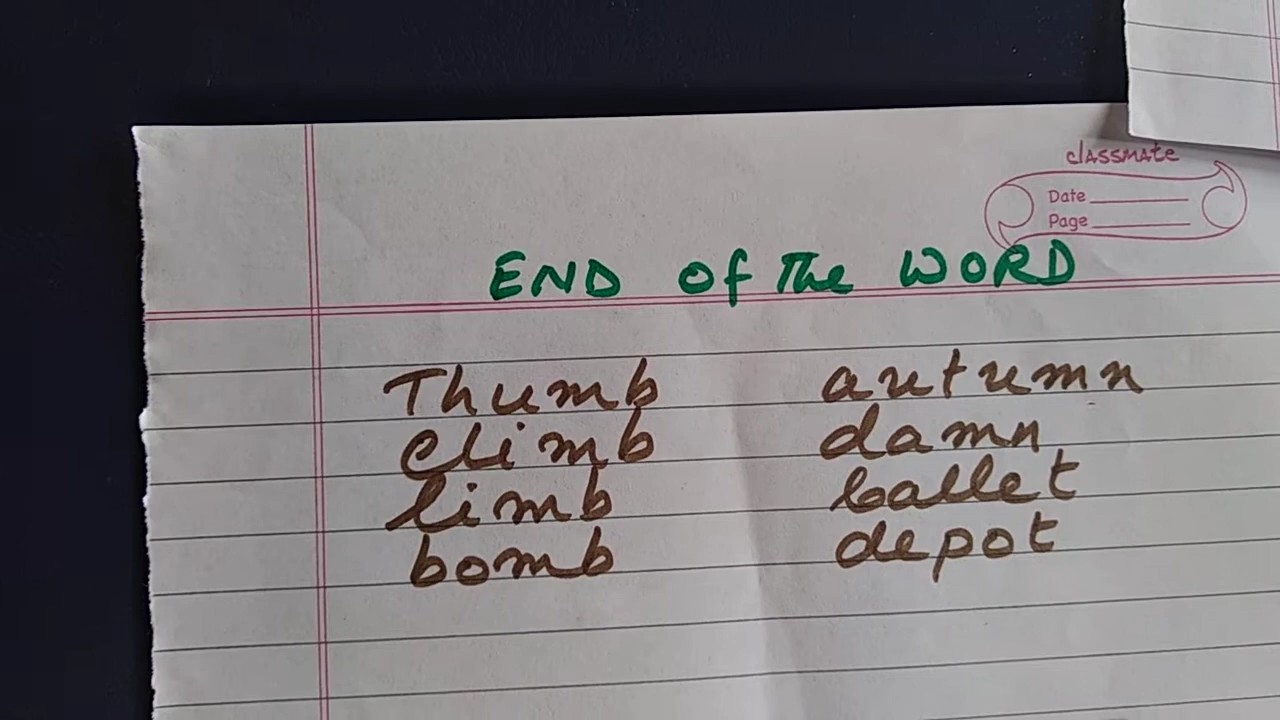 classmate
Date
Page
END of The WORD
Thumb autumn
climb damn
limb ballet
bomb depot